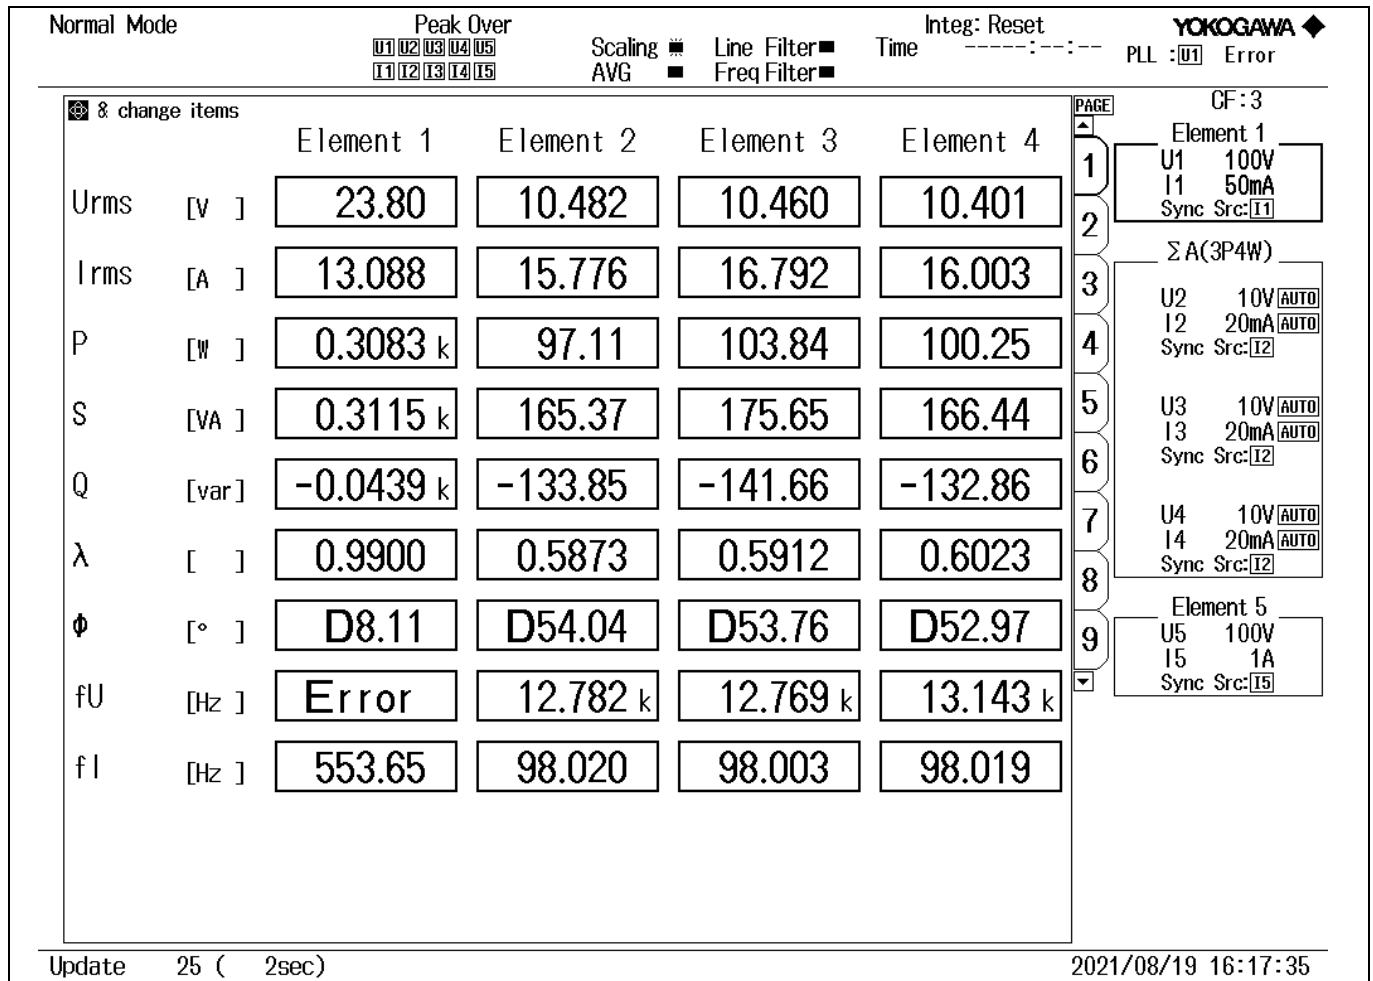 Normal Mode Peak Over Integ: Reset YOKOGAWA
U1 U2 U3 U4 U5 Scaling Line Filter Time -----:--:-- PLL :U1 Error
I1 I2 I3 I4 I5 AVG Freq Filter
& change items PAGE CF:3
Element 1 Element 2 Element 3 Element 4
Urms [V ] 23.80 10.482 10.460 10.401
Irms [A ] 13.088 15.776 16.792 16.003
P [W ] 0.3083 k 97.11 103.84 100.25
S [VA ] 0.3115 k 165.37 175.65 166.44
Q [var] -0.0439 k -133.85 -141.66 -132.86
λ [ ] 0.9900 0.5873 0.5912 0.6023
Φ [° ] D8.11 D54.04 D53.76 D52.97
fU [Hz ] Error 12.782 k 12.769 k 13.143 k
fI [Hz ] 553.65 98.020 98.003 98.019
1
2
3
4
5
6
7
8
9
Element 1
U1 100V
I1 50mA
Sync Src:I1
ΣA(3P4W)
U2 10V AUTO
I2 20mA AUTO
Sync Src:I2
U3 10V AUTO
I3 20mA AUTO
Sync Src:I2
U4 10V AUTO
I4 20mA AUTO
Sync Src:I2
Element 5
U5 100V
I5 1A
Sync Src:I5
Update 25 ( 2sec) 2021/08/19 16:17:35